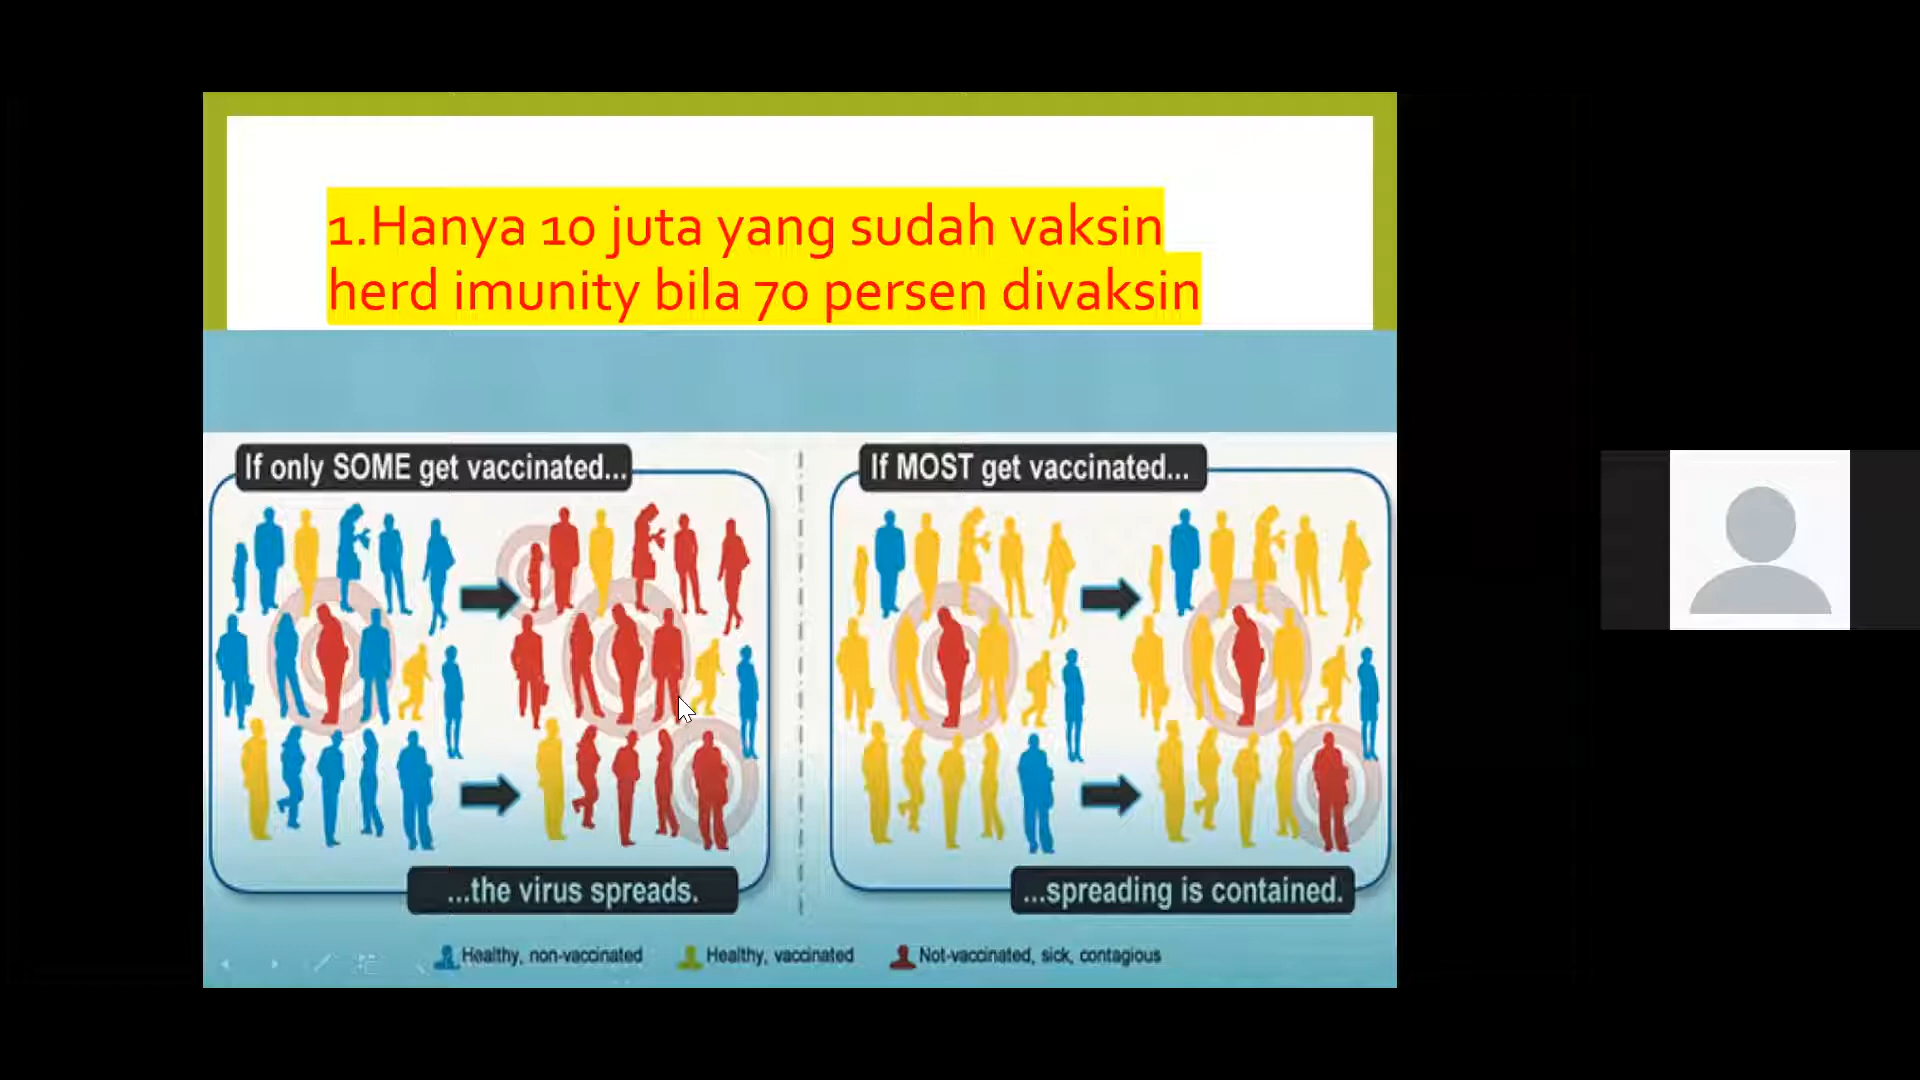 1.Hanya 10 juta yang sudah vaksin
herd imunity bila 70 persen divaksin
If only SOME get vaccinated...
...the virus spreads.
If MOST get vaccinated...
...spreading is contained.
Healthy, non-vaccinated
Healthy, vaccinated
Not-vaccinated, sick, contagious